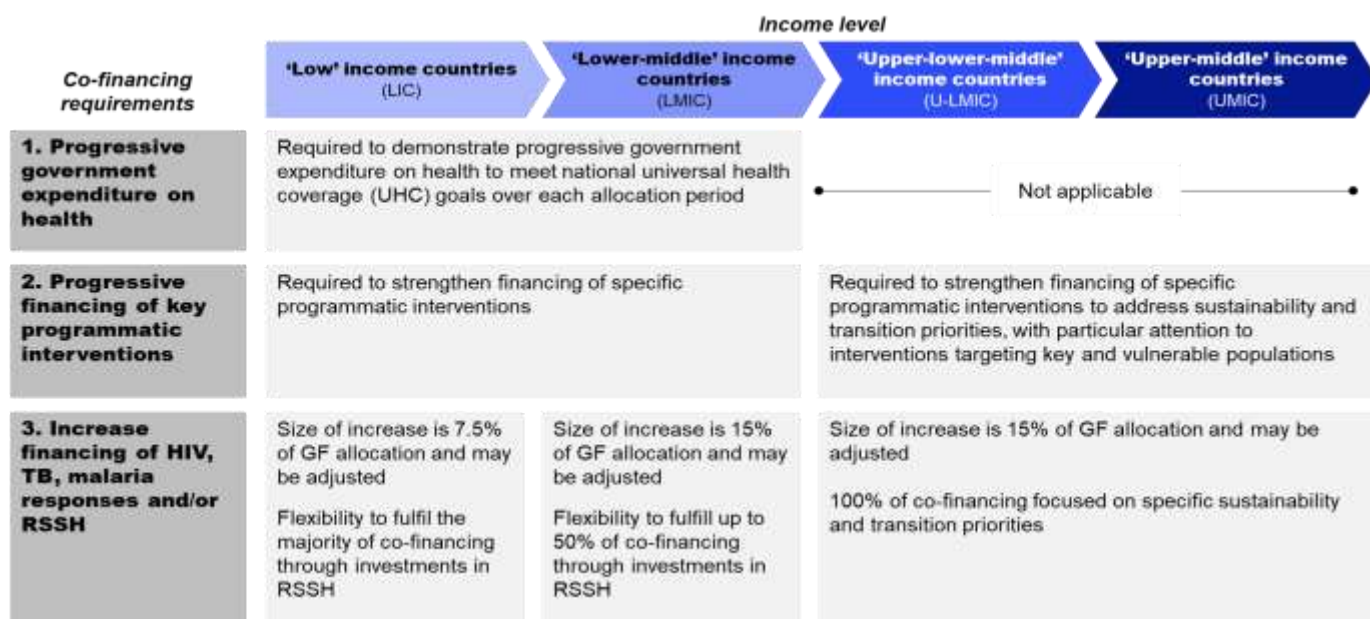 Income level
Co-financing
requirements
‘Low’ income countries
(LIC)
‘Lower-middle’ income
countries
(LMIC)
‘Upper-lower-middle’
income countries
(U-LMIC)
‘Upper-middle’ income
countries
(UMIC)
1. Progressive
government
expenditure on
health
Required to demonstrate progressive government
expenditure on health to meet national universal health
coverage (UHC) goals over each allocation period
Not applicable
2. Progressive
financing of key
programmatic
interventions
Required to strengthen financing of specific
programmatic interventions
Required to strengthen financing of specific
programmatic interventions to address sustainability and
transition priorities, with particular attention to
interventions targeting key and vulnerable populations
3. Increase
financing of HIV,
TB, malaria
responses and/or
RSSH
Size of increase is 7.5%
of GF allocation and may
be adjusted
Flexibility to fulfil the
majority of co-financing
through investments in
RSSH
Size of increase is 15%
of GF allocation and may
be adjusted
Flexibility to fulfill up to
50% of co-financing
through investments in
RSSH
Size of increase is 15% of GF allocation and may be
adjusted
100% of co-financing focused on specific sustainability
and transition priorities